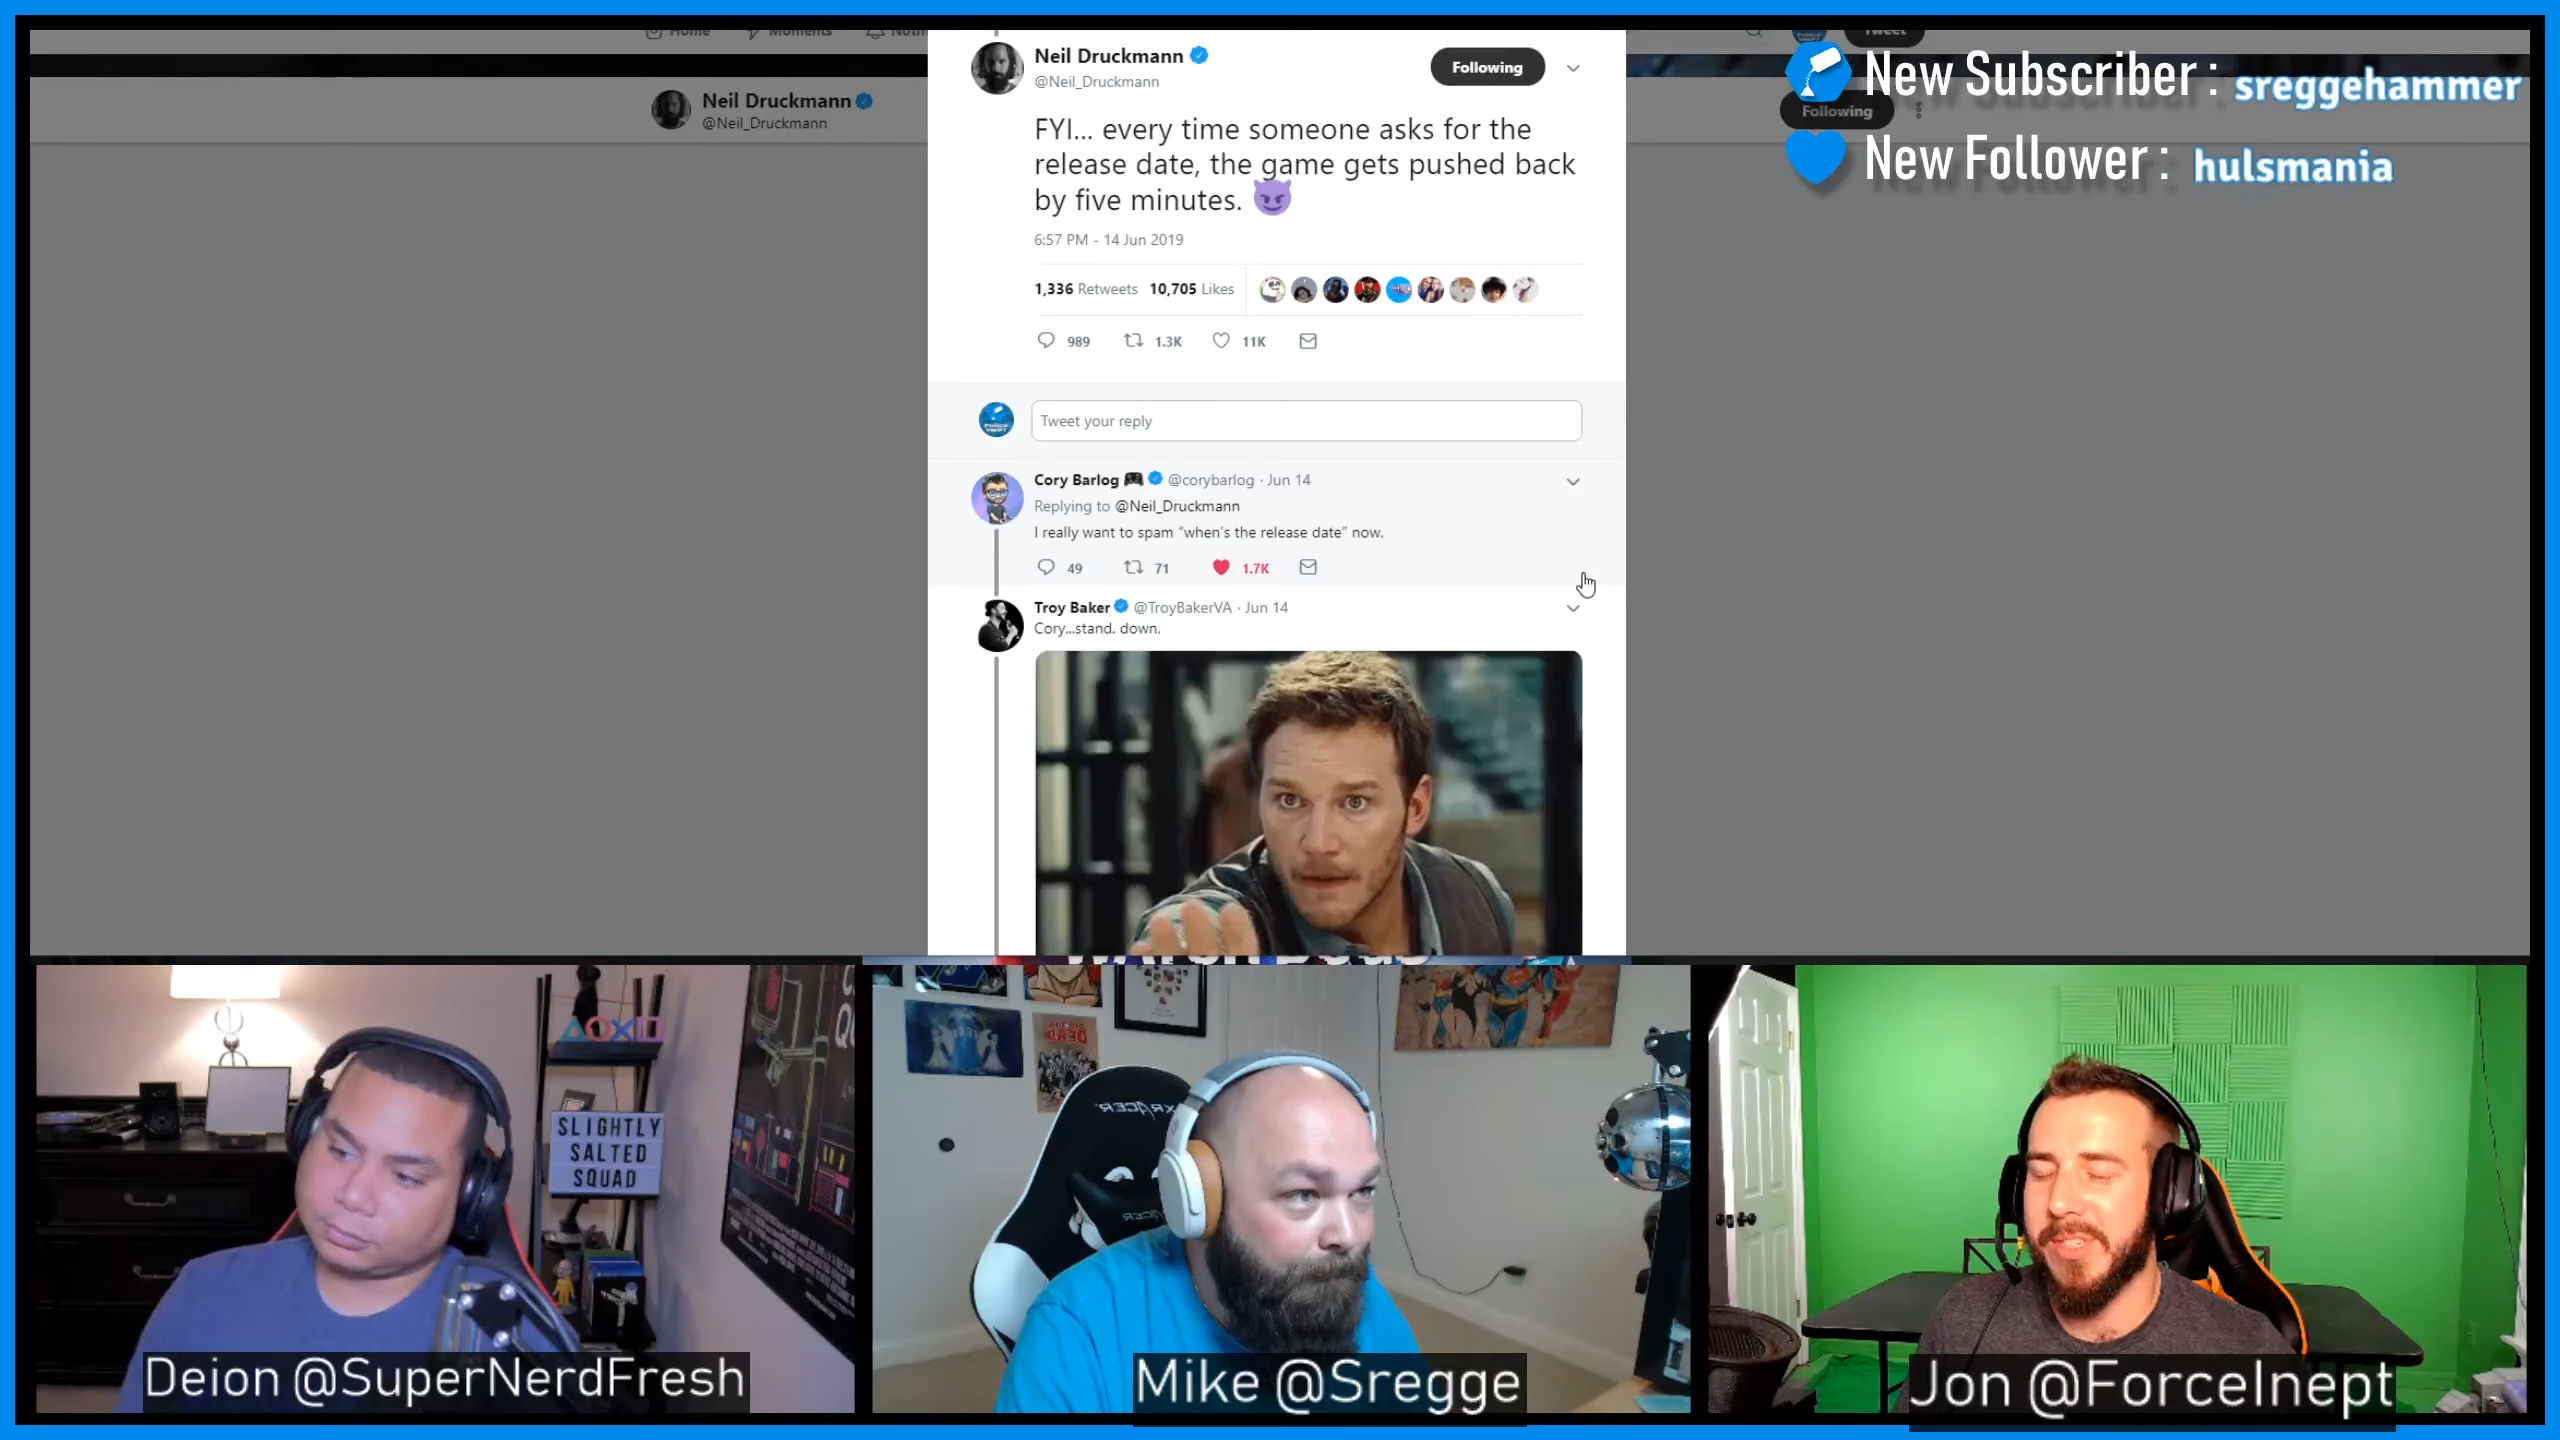 Home
Moments
Tweet
Neil Druckmann
@Neil_Druckmann
Following
New Subscriber : sreggehammer
Neil Druckmann
@Neil_Druckmann
Following
New Follower : hulsmania
FYI... every time someone asks for the
release date, the game gets pushed back
by five minutes. 😈
6:57 PM - 14 Jun 2019
1,336 Retweets 10,705 Likes
989 1.3K 11K
Tweet your reply
Cory Barlog 🎮 @corybarlog · Jun 14
Replying to @Neil_Druckmann
I really want to spam “when’s the release date” now.
49 71 1.7K
Troy Baker @TroyBakerVA · Jun 14
Cory...stand. down.
SLIGHTLY
SALTED
SQUAD
Deion @SuperNerdFresh
Mike @Sregge
Jon @ForceInept